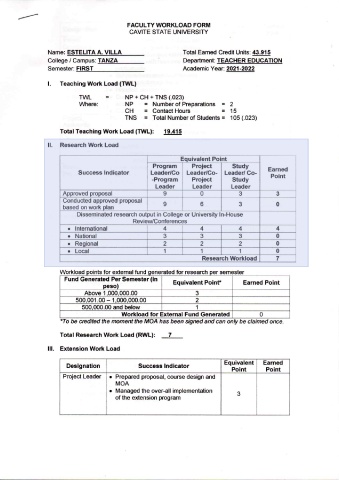 FACULTY WORKLOAD FORM
CAVITE STATE UNIVERSITY
Name: ESTELITA A. VILLA Total Earned Credit Units: 43.915
College / Campus: TANZA Department: TEACHER EDUCATION
Semester: FIRST Academic Year: 2021-2022
I. Teaching Work Load (TWL)
TWL = NP + CH + TNS (.023)
Where: NP = Number of Preparations = 2
CH = Contact Hours = 15
TNS = Total Number of Students = 105 (.023)
Total Teaching Work Load (TWL): 19.415
II. Research Work Load
Success Indicator Equivalent Point Earned Point
Program Leader/Co-Program Leader Project Leader/Co-Project Leader Study Leader/ Co-Study Leader
Approved proposal 9 0 3 3
Conducted approved proposal based on work plan 9 6 3 0
Disseminated research output in College or University In-House
Review/Conferences
• International 4 4 4 4
• National 3 3 3 0
• Regional 2 2 2 0
• Local 1 1 1 0
Research Workload 7
Workload points for external fund generated for research per semester
Fund Generated Per Semester (in peso) Equivalent Point* Earned Point
Above 1,000,000.00 3
500,001.00 – 1,000,000.00 2
500,000.00 and below 1
Workload for External Fund Generated 0
*To be credited the moment the MOA has been signed and can only be claimed once.
Total Research Work Load (RWL): 7
III. Extension Work Load
Designation Success Indicator Equivalent Point Earned Point
Project Leader • Prepared proposal, course design and
MOA
• Managed the over-all implementation
of the extension program 3